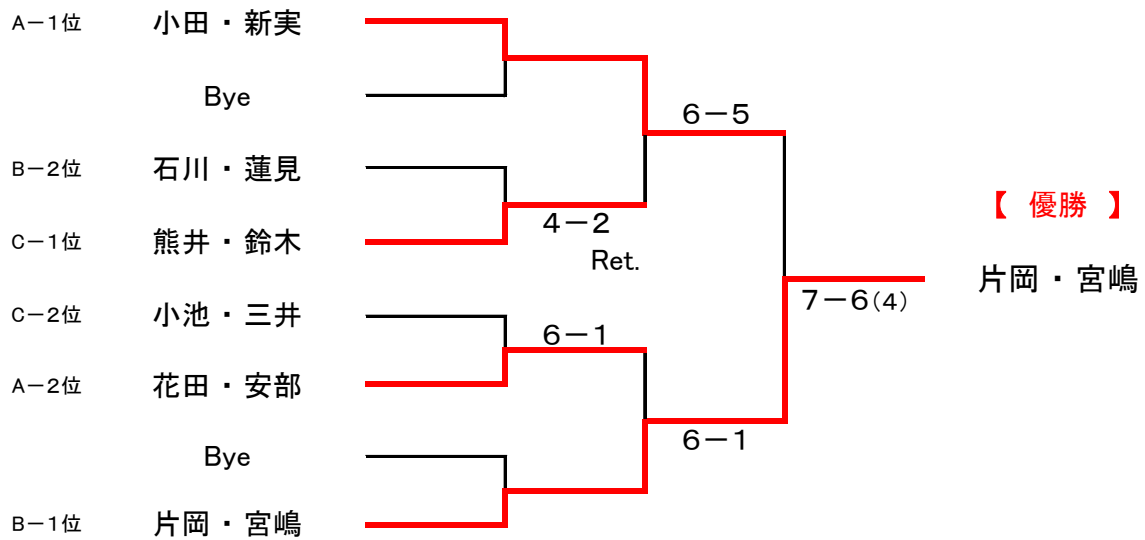 A－1位 小田・新実
Bye
6－5
B－2位 石川・蓮見
【 優勝 】
4－2
C－1位 熊井・鈴木
Ret.
片岡・宮嶋
7－6(4)
C－2位 小池・三井
6－1
A－2位 花田・安部
6－1
Bye
B－1位 片岡・宮嶋